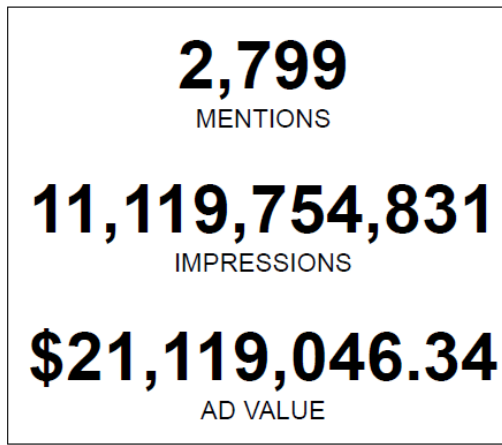 2,799
MENTIONS
11,119,754,831
IMPRESSIONS
$21,119,046.34
AD VALUE